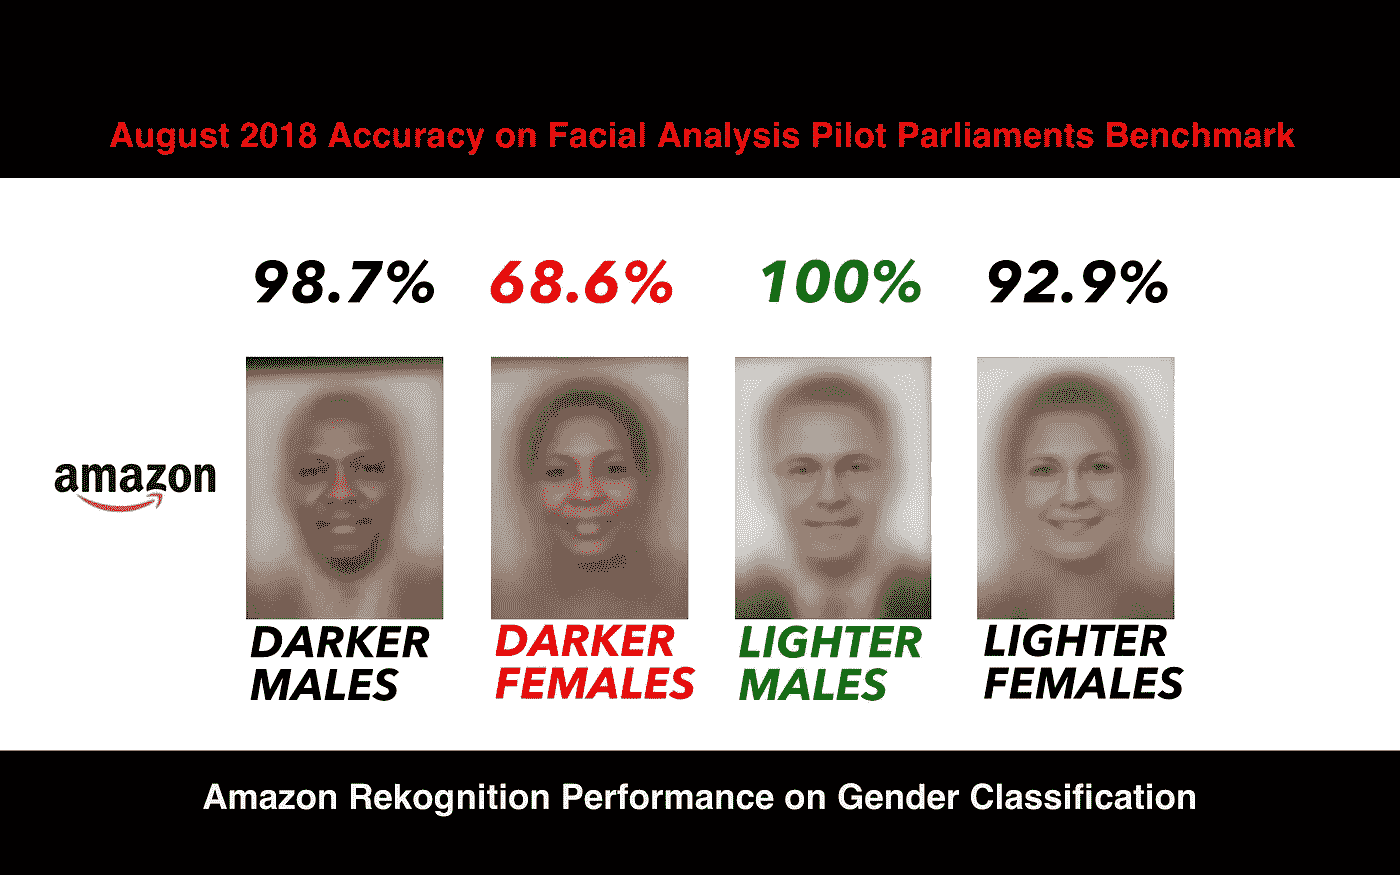 August 2018 Accuracy on Facial Analysis Pilot Parliaments Benchmark
98.7% 68.6% 100% 92.9%
amazon
DARKER MALES
DARKER FEMALES
LIGHTER MALES
LIGHTER FEMALES
Amazon Rekognition Performance on Gender Classification